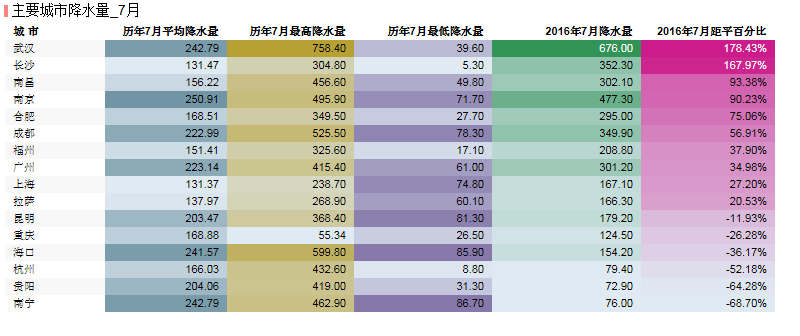 主要城市降水量_7月
城 市 历年7月平均降水量 历年7月最高降水量 历年7月最低降水量 2016年7月降水量 2016年7月距平百分比
武汉 242.79 758.40 39.60 676.00 178.43%
长沙 131.47 304.80 5.30 352.30 167.97%
南昌 156.22 456.60 49.80 302.10 93.38%
南京 250.91 495.90 71.70 477.30 90.23%
合肥 168.51 349.50 27.70 295.00 75.06%
成都 222.99 525.50 78.30 349.90 56.91%
福州 151.41 325.60 17.10 208.80 37.90%
广州 223.14 415.40 61.00 301.20 34.98%
上海 131.37 238.70 74.80 167.10 27.20%
拉萨 137.97 268.90 60.10 166.30 20.53%
昆明 203.47 368.40 81.30 179.20 -11.93%
重庆 168.88 55.34 26.50 124.50 -26.28%
海口 241.57 599.80 85.90 154.20 -36.17%
杭州 166.03 432.60 8.80 79.40 -52.18%
贵阳 204.06 419.00 31.30 72.90 -64.28%
南宁 242.79 462.90 86.70 76.00 -68.70%